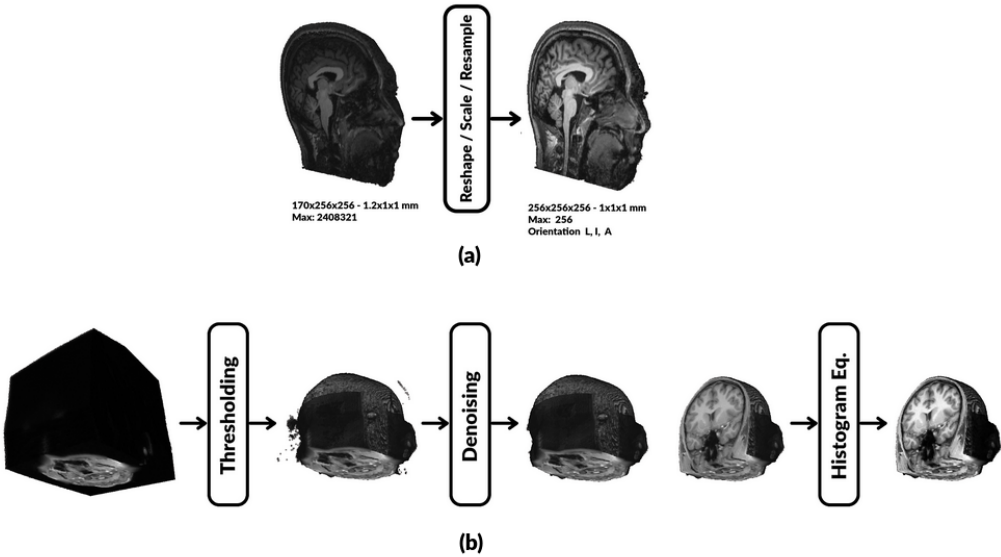 Reshape / Scale / Resample
170x256x256 - 1.2x1x1 mm
Max: 2408321
256x256x256 - 1x1x1 mm
Max: 256
Orientation L, I, A
(a)
Thresholding
Denoising
Histogram Eq.
(b)